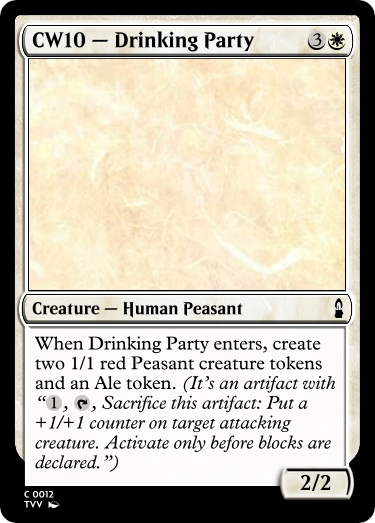 CW10 — Drinking Party 3
Creature — Human Peasant
When Drinking Party enters, create
two 1/1 red Peasant creature tokens
and an Ale token. (It's an artifact with
“1, , Sacrifice this artifact: Put a
+1/+1 counter on target attacking
creature. Activate only before blocks are
declared.”)
2/2
C 0012
TVV